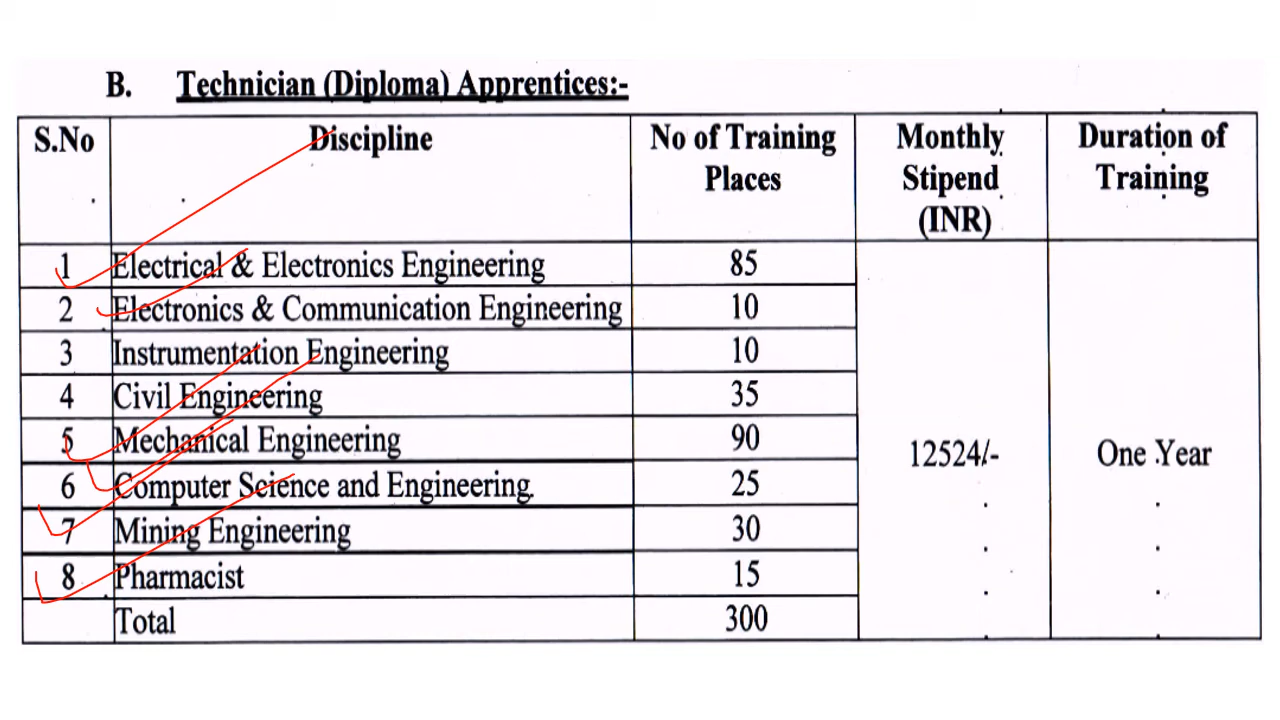 B. Technician (Diploma) Apprentices:-
S.No Discipline No of Training Places Monthly Stipend (INR) Duration of Training
1 Electrical & Electronics Engineering 85
2 Electronics & Communication Engineering 10
3 Instrumentation Engineering 10
4 Civil Engineering 35
5 Mechanical Engineering 90
12524/- One Year
6 Computer Science and Engineering. 25
7 Mining Engineering 30
8 Pharmacist 15
Total 300